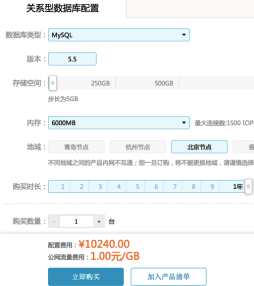 关系型数据库配置
数据库类型： MySQL
版本： 5.5
存储空间： 250GB 500GB
步长为5GB
内存： 6000MB 最大连接数:1500 IOP
地域： 青岛节点 杭州节点 北京节点
不同地域之间的产品内网不互通；您一旦订购，将不能更换地域，请谨慎选择
购买时长： 1 2 3 4 5 6 7 8 9 1年
购买数量： - 1 + 台
配置费用：¥10240.00
公网流量费用：1.00元/GB
立即购买 加入产品清单